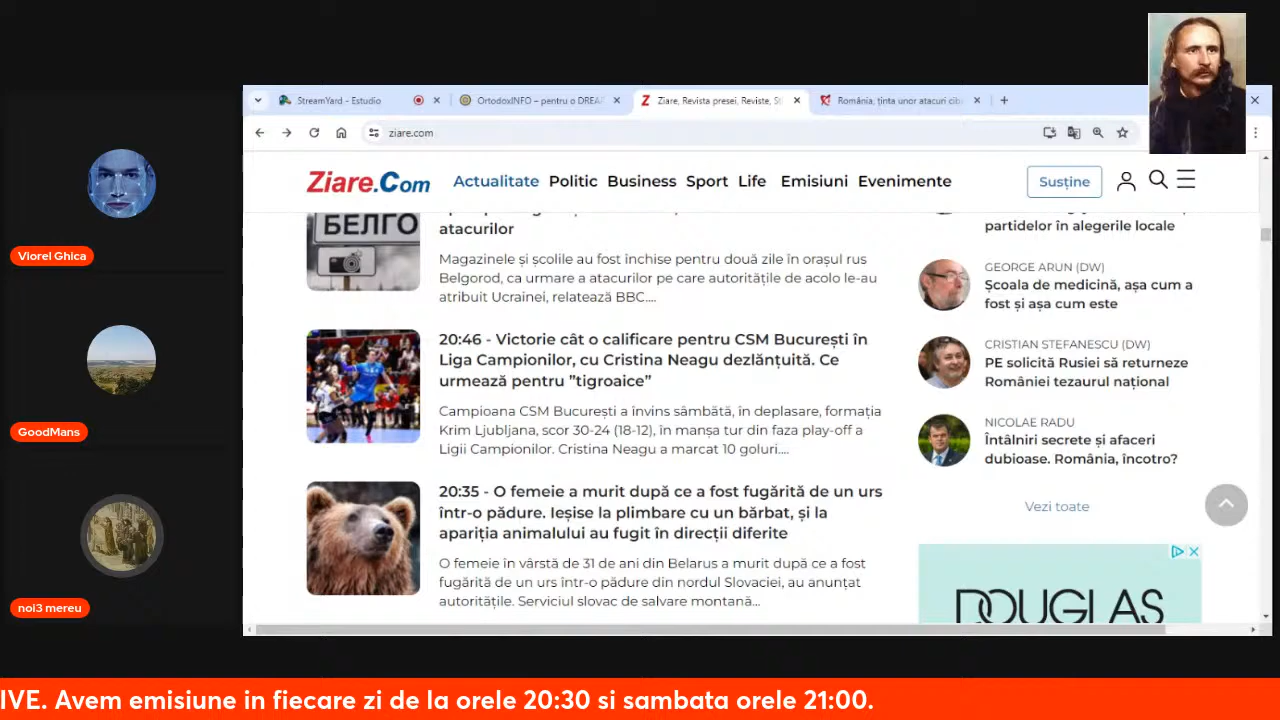 StreamYard - Estudio
OrtodoxINFO – pentru o DREA
Ziare, Revista presei, Reviste, St
România, ținta unor atacuri cib
ziare.com
Ziare.Com
Actualitate Politic Business Sport Life Emisiuni Evenimente
Susține
БЕЛГО
atacurilor
Magazinele și școlile au fost închise pentru două zile în orașul rus
Belgorod, ca urmare a atacurilor pe care autoritățile de acolo le-au
atribuit Ucrainei, relatează BBC....
20:46 - Victorie cât o calificare pentru CSM București în
Liga Campionilor, cu Cristina Neagu dezlănțuită. Ce
urmează pentru ”tigroaice”
Campioana CSM București a învins sâmbătă, în deplasare, formația
Krim Ljubljana, scor 30-24 (18-12), în manșa tur din faza play-off a
Ligii Campionilor. Cristina Neagu a marcat 10 goluri....
20:35 - O femeie a murit după ce a fost fugărită de un urs
într-o pădure. Ieșise la plimbare cu un bărbat, și la
apariția animalului au fugit în direcții diferite
O femeie în vârstă de 31 de ani din Belarus a murit după ce a fost
fugărită de un urs într-o pădure din nordul Slovaciei, au anunțat
autoritățile. Serviciul slovac de salvare montană...
partidelor în alegerile locale
GEORGE ARUN (DW)
Școala de medicină, așa cum a
fost și așa cum este
CRISTIAN STEFANESCU (DW)
PE solicită Rusiei să returneze
României tezaurul național
NICOLAE RADU
Întâlniri secrete și afaceri
dubioase. România, încotro?
Vezi toate
DOUGLAS
Viorel Ghica
GoodMans
noi3 mereu
IVE. Avem emisiune in fiecare zi de la orele 20:30 si sambata orele 21:00.